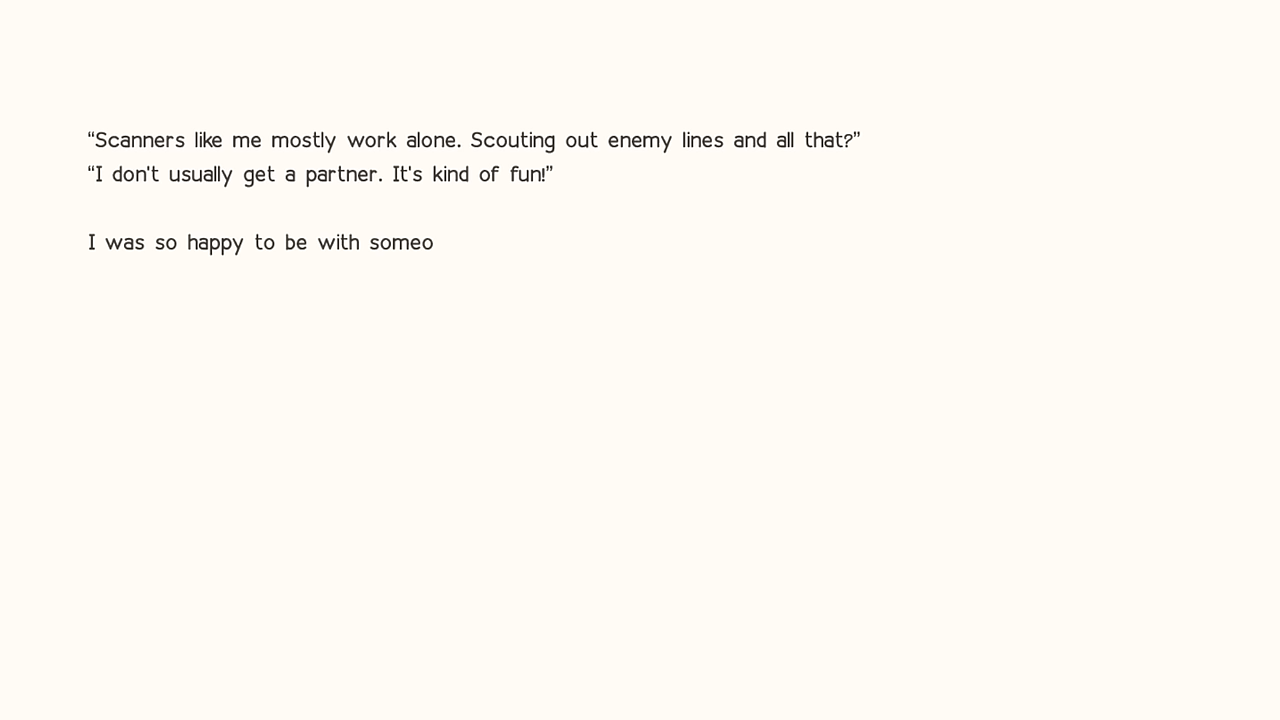 “Scanners like me mostly work alone. Scouting out enemy lines and all that?”
“I don't usually get a partner. It's kind of fun!”
I was so happy to be with someo